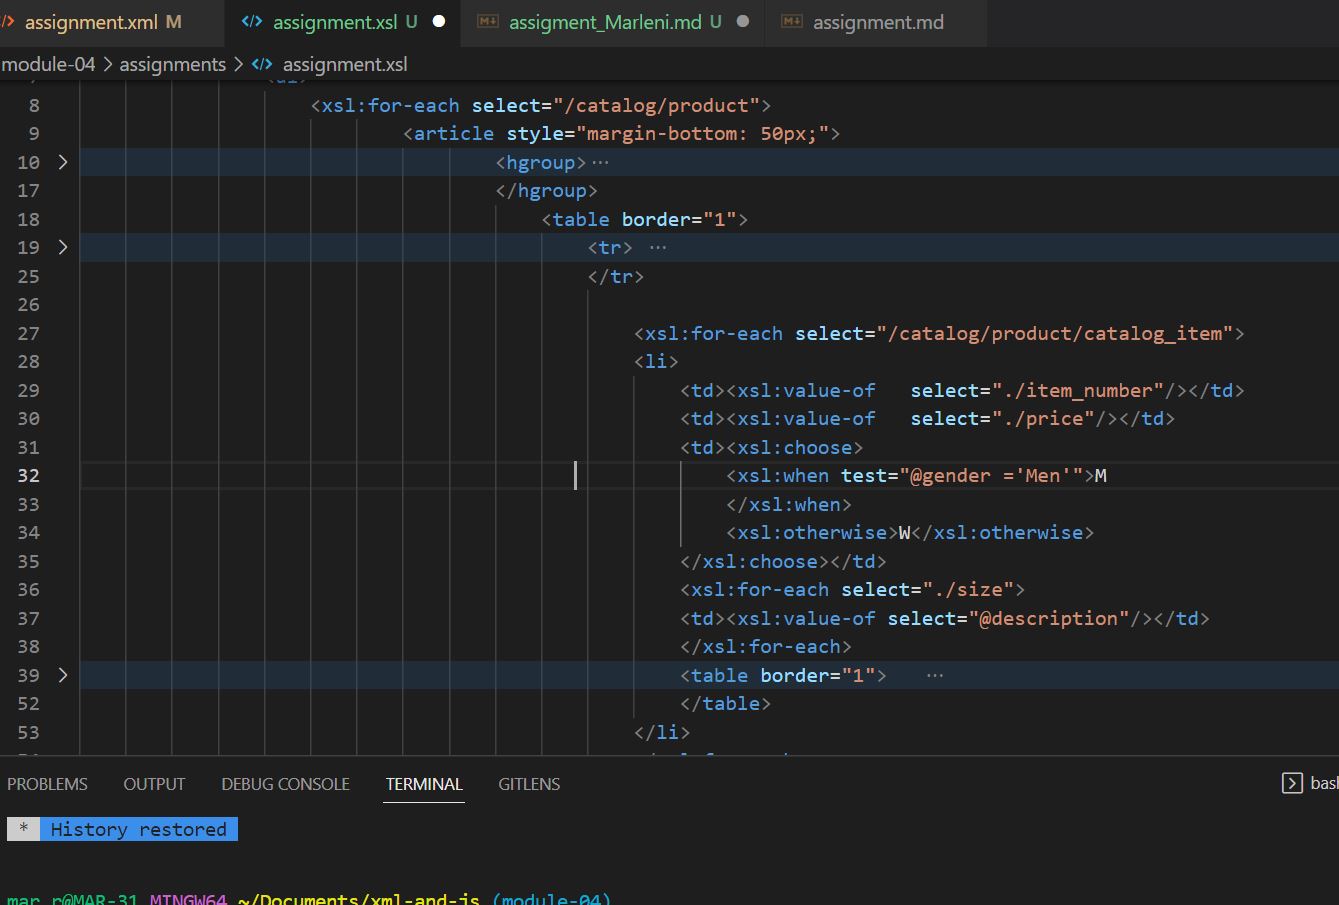 assignment.xml M </> assignment.xsl U ● M↓ assigment_Marleni.md U ● M↓ assignment.md
module-04 > assignments > </> assignment.xsl
8 <xsl:for-each select="/catalog/product">
9 <article style="margin-bottom: 50px;">
10 > <hgroup>···
17 </hgroup>
18 <table border="1">
19 > <tr> ···
25 </tr>
26
27 <xsl:for-each select="/catalog/product/catalog_item">
28 <li>
29 <td><xsl:value-of   select="./item_number"/></td>
30 <td><xsl:value-of   select="./price"/></td>
31 <td><xsl:choose>
32 <xsl:when test="@gender ='Men'">M
33 </xsl:when>
34 <xsl:otherwise>W</xsl:otherwise>
35 </xsl:choose></td>
36 <xsl:for-each select="./size">
37 <td><xsl:value-of select="@description"/></td>
38 </xsl:for-each>
39 > <table border="1"> ···
52 </table>
53 </li>
PROBLEMS OUTPUT DEBUG CONSOLE TERMINAL GITLENS
* History restored
mar_r@MAR-31 MINGW64 ~/Documents/xml-and-js (module-04)